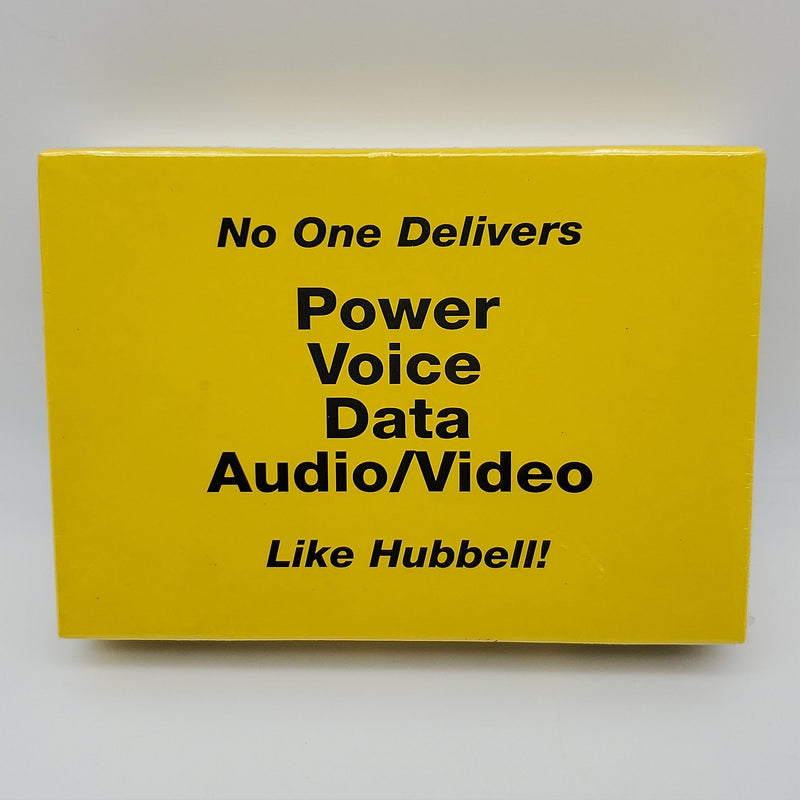 No One Delivers
Power
Voice
Data
Audio/Video
Like Hubbell!